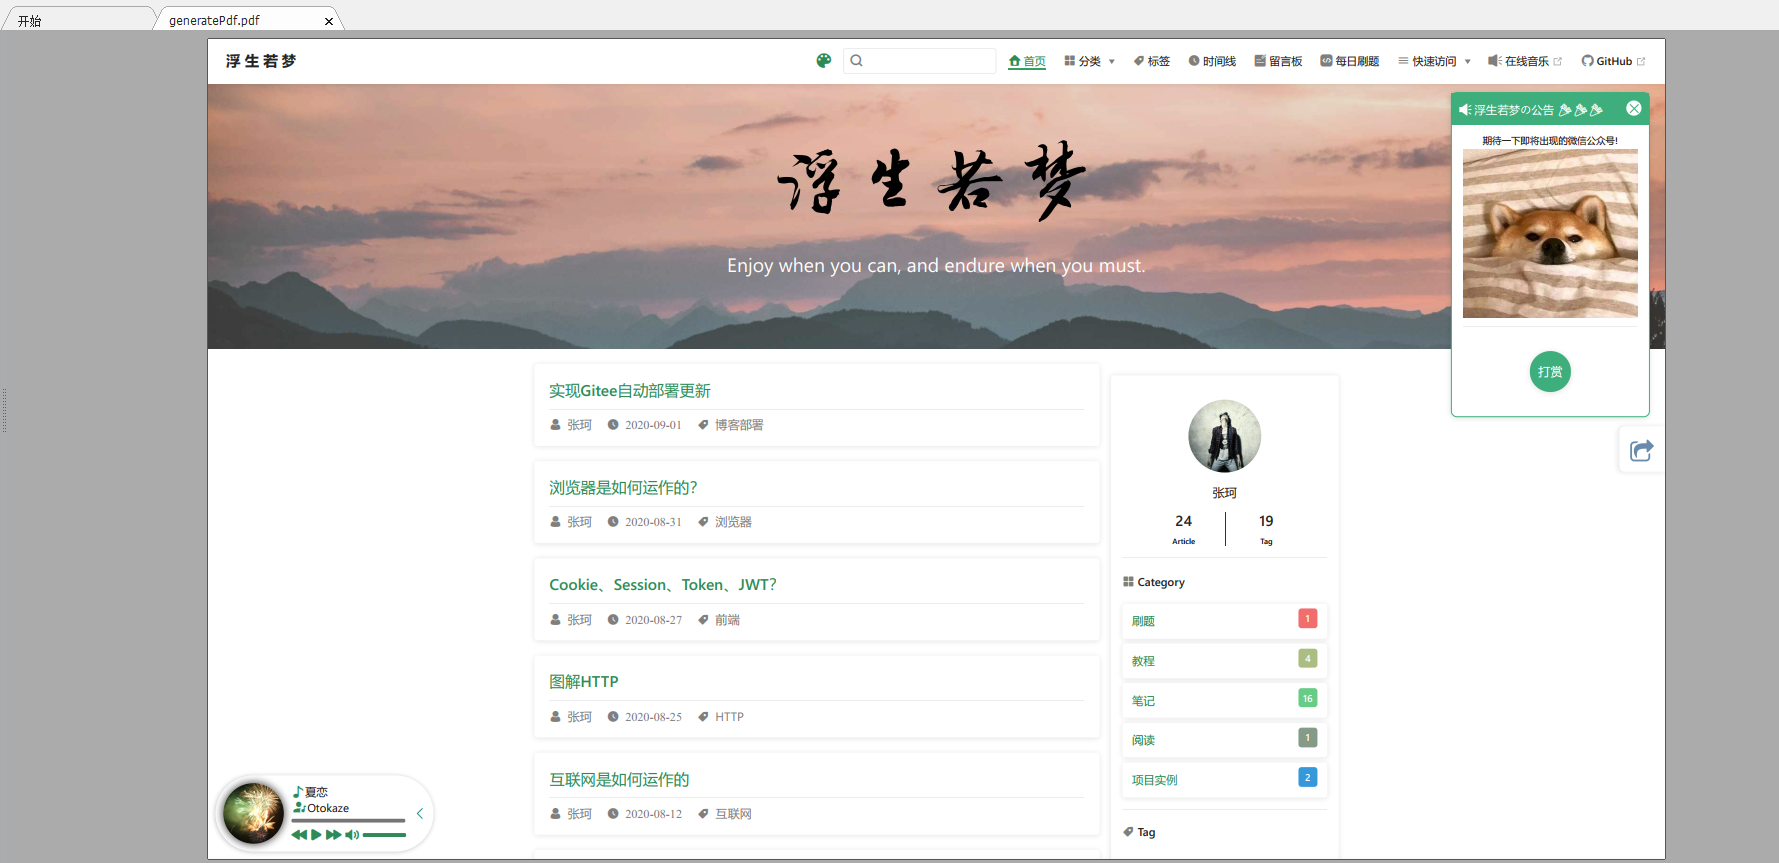 开始
generatePdf.pdf
浮生若梦
首页 分类 标签 时间线 留言板 每日刷题 快速访问 在线音乐 GitHub
浮生若梦の公告
期待一下即将出现的微信公众号!
打赏
浮生若梦
Enjoy when you can, and endure when you must.
实现Gitee自动部署更新
张珂 2020-09-01 博客部署
浏览器是如何运作的?
张珂 2020-08-31 浏览器
Cookie、Session、Token、JWT?
张珂 2020-08-27 前端
图解HTTP
张珂 2020-08-25 HTTP
互联网是如何运作的
张珂 2020-08-12 互联网
张珂
24 19
Article Tag
Category
刷题 1
教程 4
笔记 16
阅读 1
项目实例 2
Tag
夏恋
Otokaze